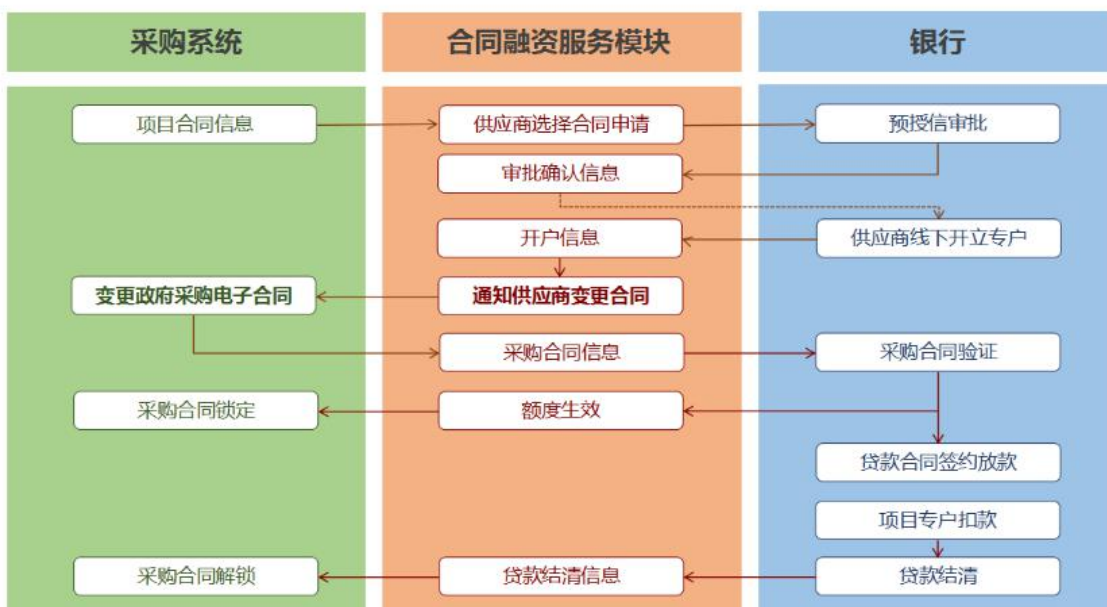 采购系统
合同融资服务模块
银行
项目合同信息
供应商选择合同申请
预授信审批
审批确认信息
开户信息
供应商线下开立专户
变更政府采购电子合同
通知供应商变更合同
采购合同信息
采购合同验证
采购合同锁定
额度生效
贷款合同签约放款
项目专户扣款
采购合同解锁
贷款结清信息
贷款结清